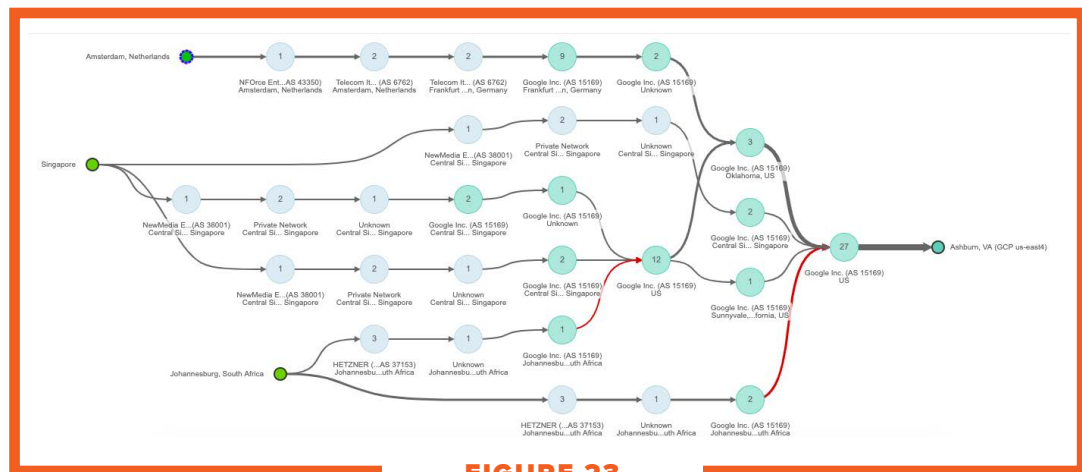 Amsterdam, Netherlands
1
NFOrce Ent...AS 43350)
Amsterdam, Netherlands
2
Telecom It... (AS 6762)
Amsterdam, Netherlands
2
Telecom It... (AS 6762)
Frankfurt ...n, Germany
9
Google Inc. (AS 15169)
Frankfurt ...n, Germany
2
Google Inc. (AS 15169)
Unknown
Singapore
1
NewMedia E...(AS 38001)
Central Si... Singapore
2
Private Network
Central Si... Singapore
1
Unknown
Central Si... Singapore
3
Google Inc. (AS 15169)
Oklahoma, US
1
NewMedia E...(AS 38001)
Central Si... Singapore
2
Private Network
Central Si... Singapore
1
Unknown
Central Si... Singapore
2
Google Inc. (AS 15169)
Central Si... Singapore
1
Google Inc. (AS 15169)
Unknown
2
Google Inc. (AS 15169)
Central Si... Singapore
1
NewMedia E...(AS 38001)
Central Si... Singapore
2
Private Network
Central Si... Singapore
1
Unknown
Central Si... Singapore
2
Google Inc. (AS 15169)
Central Si... Singapore
12
Google Inc. (AS 15169)
US
1
Google Inc. (AS 15169)
Sunnyvale,...fornia, US
27
Google Inc. (AS 15169)
US
Ashburn, VA (GCP us-east4)
Johannesburg, South Africa
3
HETZNER (...AS 37153)
Johannesbu...uth Africa
1
Unknown
Johannesbu...uth Africa
1
Google Inc. (AS 15169)
Johannesbu...uth Africa
3
HETZNER (...AS 37153)
Johannesbu...uth Africa
1
Unknown
Johannesbu...uth Africa
2
Google Inc. (AS 15169)
Johannesbu...uth Africa
FIGURE 23